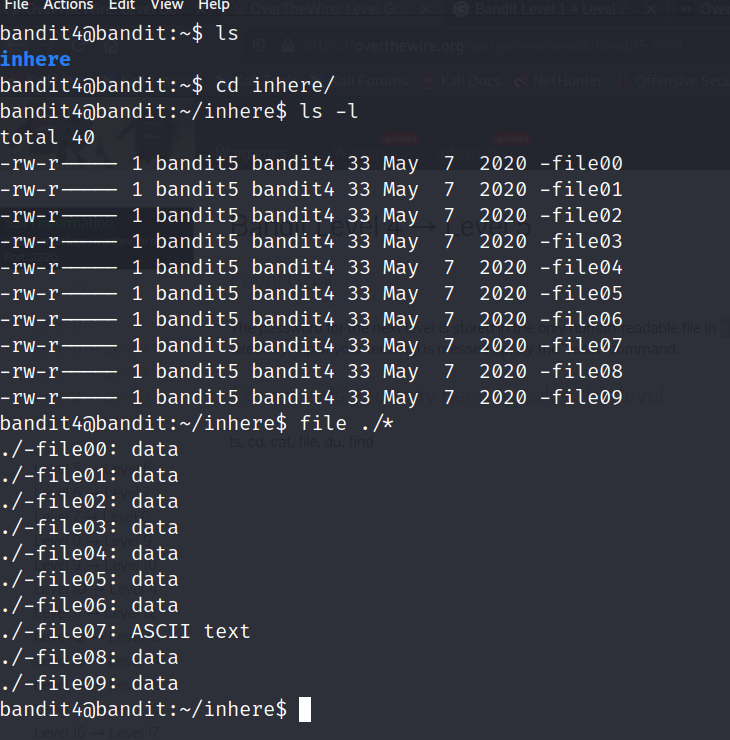 File Actions Edit View Help
bandit4@bandit:~$ ls
inhere
bandit4@bandit:~$ cd inhere/
bandit4@bandit:~/inhere$ ls -l
total 40
-rw-r----- 1 bandit5 bandit4 33 May  7  2020 -file00
-rw-r----- 1 bandit5 bandit4 33 May  7  2020 -file01
-rw-r----- 1 bandit5 bandit4 33 May  7  2020 -file02
-rw-r----- 1 bandit5 bandit4 33 May  7  2020 -file03
-rw-r----- 1 bandit5 bandit4 33 May  7  2020 -file04
-rw-r----- 1 bandit5 bandit4 33 May  7  2020 -file05
-rw-r----- 1 bandit5 bandit4 33 May  7  2020 -file06
-rw-r----- 1 bandit5 bandit4 33 May  7  2020 -file07
-rw-r----- 1 bandit5 bandit4 33 May  7  2020 -file08
-rw-r----- 1 bandit5 bandit4 33 May  7  2020 -file09
bandit4@bandit:~/inhere$ file ./*
./-file00: data
./-file01: data
./-file02: data
./-file03: data
./-file04: data
./-file05: data
./-file06: data
./-file07: ASCII text
./-file08: data
./-file09: data
bandit4@bandit:~/inhere$